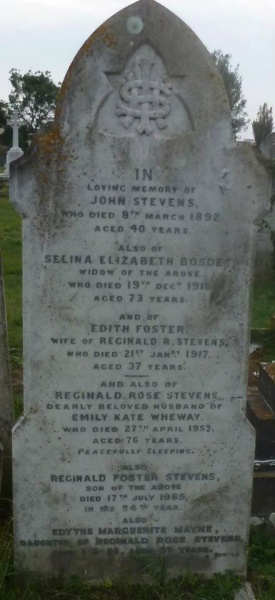 IN
LOVING MEMORY OF
JOHN STEVENS,
WHO DIED 8TH MARCH 1892,
AGED 40 YEARS.
ALSO OF
SELINA ELIZABETH
WIDOW OF THE ABOVE
WHO DIED 19TH DECR
AGED 73 YEARS.
AND OF
EDITH FOSTER,
WIFE OF REGINALD R. STEVENS,
WHO DIED 21ST JANRY 1917,
AGED 37 YEARS.
AND ALSO OF
REGINALD ROSE STEVENS,
DEARLY BELOVED HUSBAND OF
EMILY KATE WHEWAY.
WHO DIED 27TH APRIL 1953,
AGED 76 YEARS.
PEACEFULLY SLEEPING.
ALSO
REGINALD FOSTER STEVENS,
SON OF THE ABOVE
DIED 17TH JULY 1965,
IN HIS 54TH YEAR.
ALSO
EDYTHE MARGUERITE MAYNE,
DAUGHTER OF REGINALD ROSE STEVENS,
AGED YEARS.